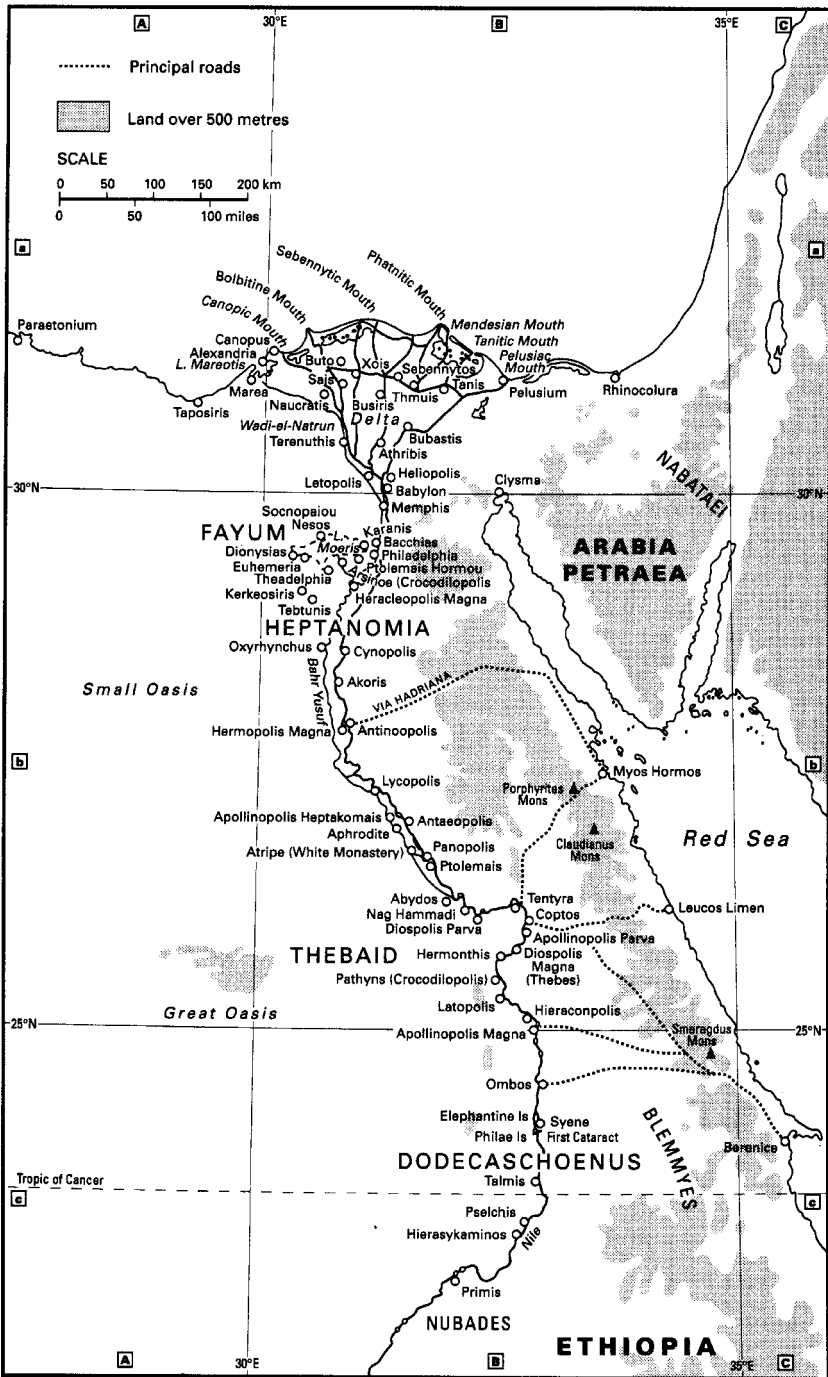 A
30°E
B
35°E
C
Principal roads
Land over 500 metres
SCALE
0 50 100 150 200 km
0 50 100 miles
a
a
Sebennytic Mouth
Phatnitic Mouth
Bolbitine Mouth
Canopic Mouth
Mendesian Mouth
Tanitic Mouth
Pelusiac
Mouth
Paraetonium
Canopus
Alexandria
L. Mareotis
Marea
Taposiris
Buto
Xois
Sebennytos
Sais
Thmuis
Tanis
Pelusium
Rhinocolura
Naucratis
Busiris
Delta
Wadi-el-Natrun
Terenuthis
Bubastis
Athribis
Letopolis
Heliopolis
Babylon
Memphis
Clysma
30°N
30°N
NABATAEI
ARABIA
PETRAEA
Socnopaiou
Nesos
FAYUM
L.
Moeris
Karanis
Bacchias
Philadelphia
Ptolemais Hormou
Arsinoe (Crocodilopolis
Heracleopolis Magna
Dionysias
Euhemeria
Theadelphia
Kerkeosiris
Tebtunis
HEPTANOMIA
Oxyrhynchus
Cynopolis
Bahr Yusuf
Small Oasis
Akoris
VIA HADRIANA
Hermopolis Magna
Antinoopolis
b
b
Lycopolis
Myos Hormos
Porphyrites
Mons
Claudianus
Mons
Red Sea
Apollinopolis Heptakomais
Antaeopolis
Aphrodite
Atripe (White Monastery)
Panopolis
Ptolemais
Abydos
Nag Hammadi
Diospolis Parva
Tentyra
Coptos
Leucos Limen
Apollinopolis Parva
THEBAID
Hermonthis
Diospolis
Magna
(Thebes)
Pathyns (Crocodilopolis)
Latopolis
Hieraconpolis
Great Oasis
25°N
25°N
Apollinopolis Magna
Smaragdus
Mons
Ombos
Elephantine Is
Syene
Philae Is
First Cataract
BLEMMYES
Berenice
DODECASCHOENUS
Talmis
Tropic of Cancer
c
c
Pselchis
Hierasykaminos
Nile
Primis
NUBADES
ETHIOPIA
A
30°E
B
35°E
C